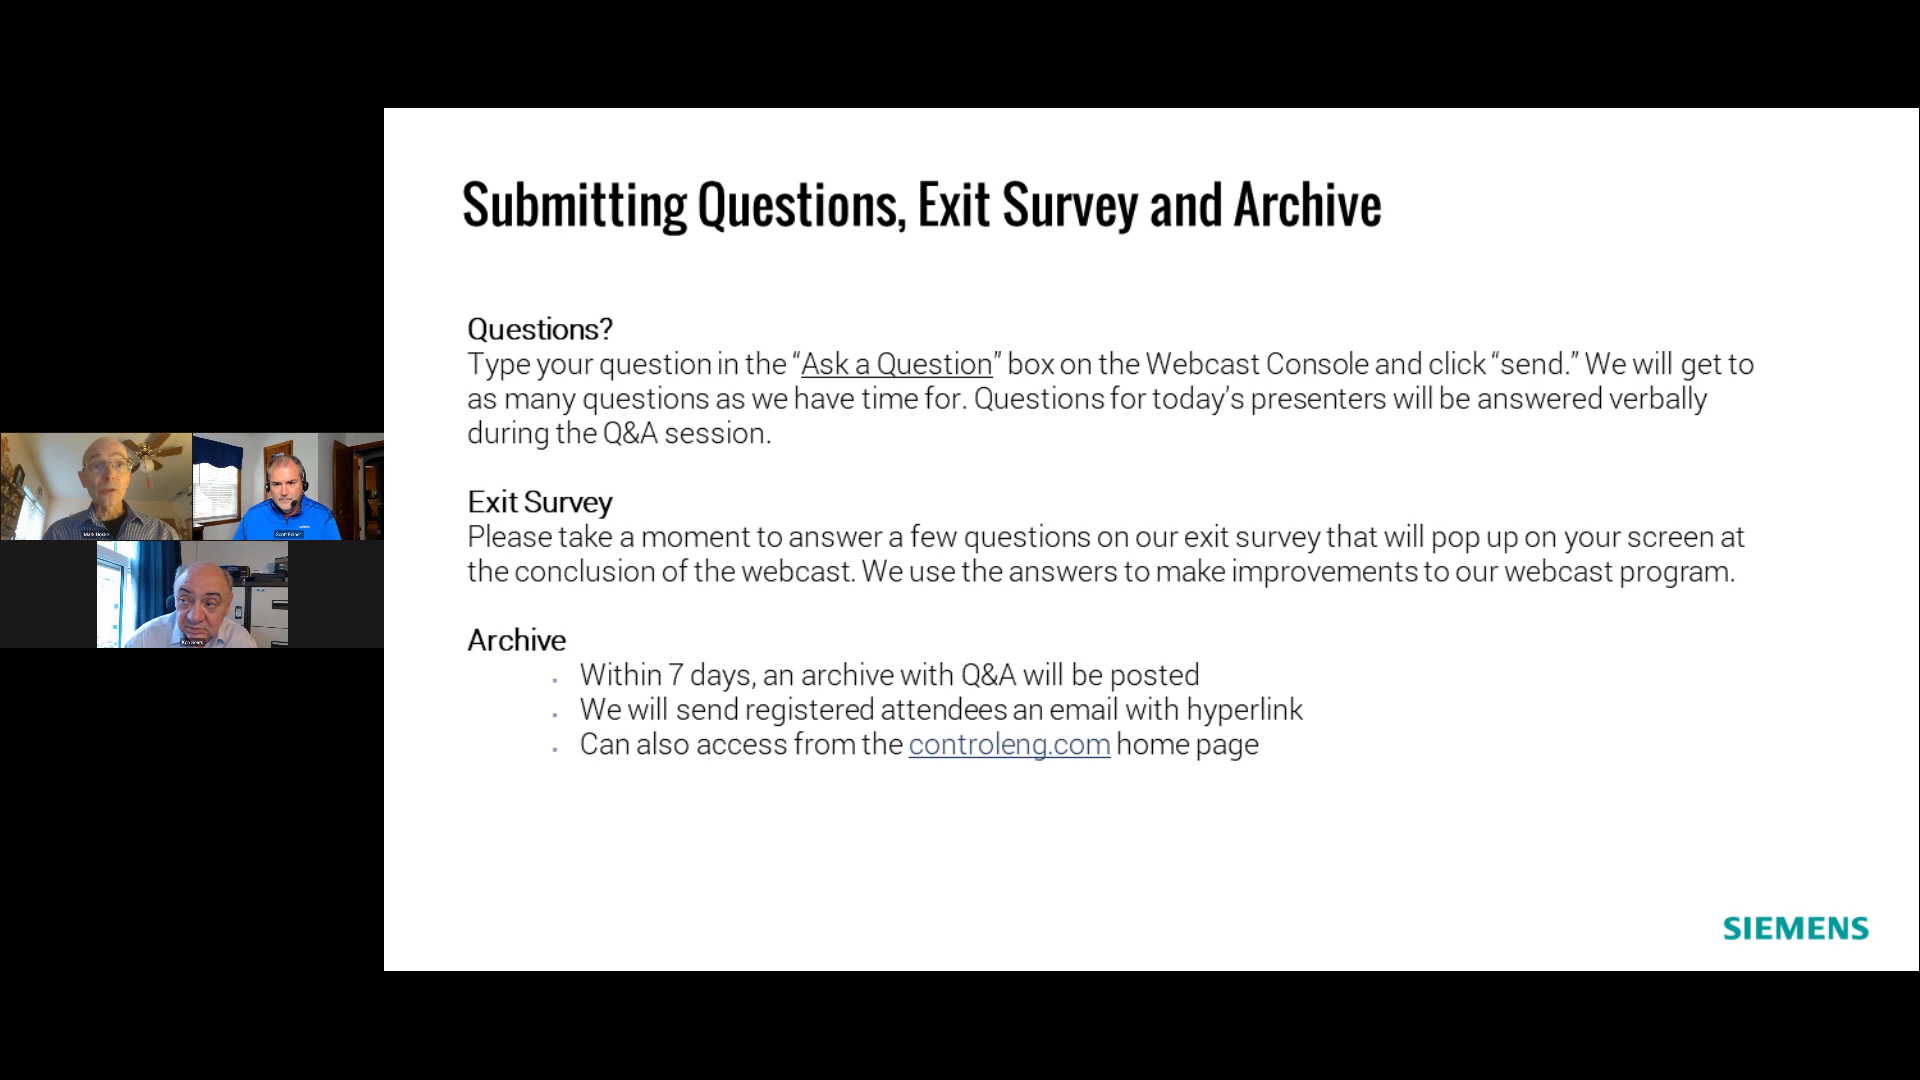 Submitting Questions, Exit Survey and Archive
Questions?
Type your question in the “Ask a Question” box on the Webcast Console and click “send.” We will get to
as many questions as we have time for. Questions for today’s presenters will be answered verbally
during the Q&A session.
Exit Survey
Please take a moment to answer a few questions on our exit survey that will pop up on your screen at
the conclusion of the webcast. We use the answers to make improvements to our webcast program.
Archive
Within 7 days, an archive with Q&A will be posted
We will send registered attendees an email with hyperlink
Can also access from the controleng.com home page
Mark
Scott
SIEMENS